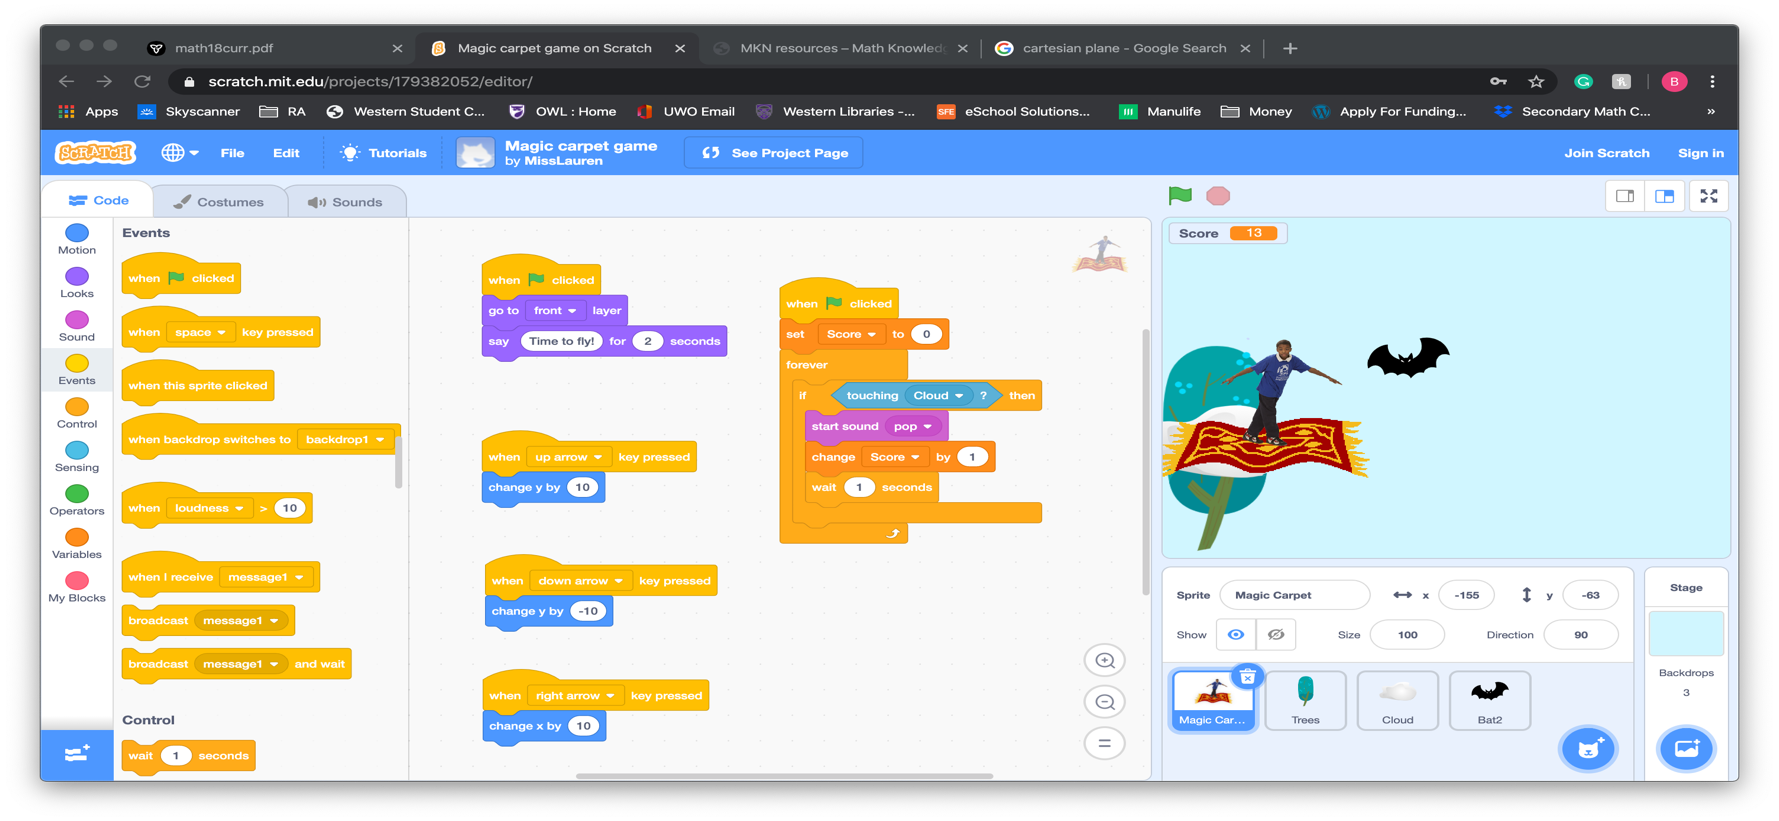 math18curr.pdf
Magic carpet game on Scratch
MKN resources – Math Knowled
cartesian plane - Google Search
scratch.mit.edu/projects/179382052/editor/
B
Apps
Skyscanner
RA
Western Student C...
OWL : Home
UWO Email
Western Libraries -...
SFE
eSchool Solutions...
Manulife
Money
Apply For Funding...
Secondary Math C...
»
SCRATCH
File
Edit
Tutorials
Magic carpet game
by MissLauren
See Project Page
Join Scratch
Sign in
Code
Costumes
Sounds
Motion
Looks
Sound
Events
Control
Sensing
Operators
Variables
My Blocks
Events
when clicked
when space key pressed
when this sprite clicked
when backdrop switches to backdrop1
when loudness > 10
when I receive message1
broadcast message1
broadcast message1 and wait
Control
wait 1 seconds
when clicked
go to front layer
say Time to fly! for 2 seconds
when up arrow key pressed
change y by 10
when down arrow key pressed
change y by -10
when right arrow key pressed
change x by 10
when clicked
set Score to 0
forever
if touching Cloud ? then
start sound pop
change Score by 1
wait 1 seconds
Score 13
Sprite Magic Carpet x -155 y -63
Show Size 100 Direction 90
Magic Car...
Trees
Cloud
Bat2
Stage
Backdrops
3